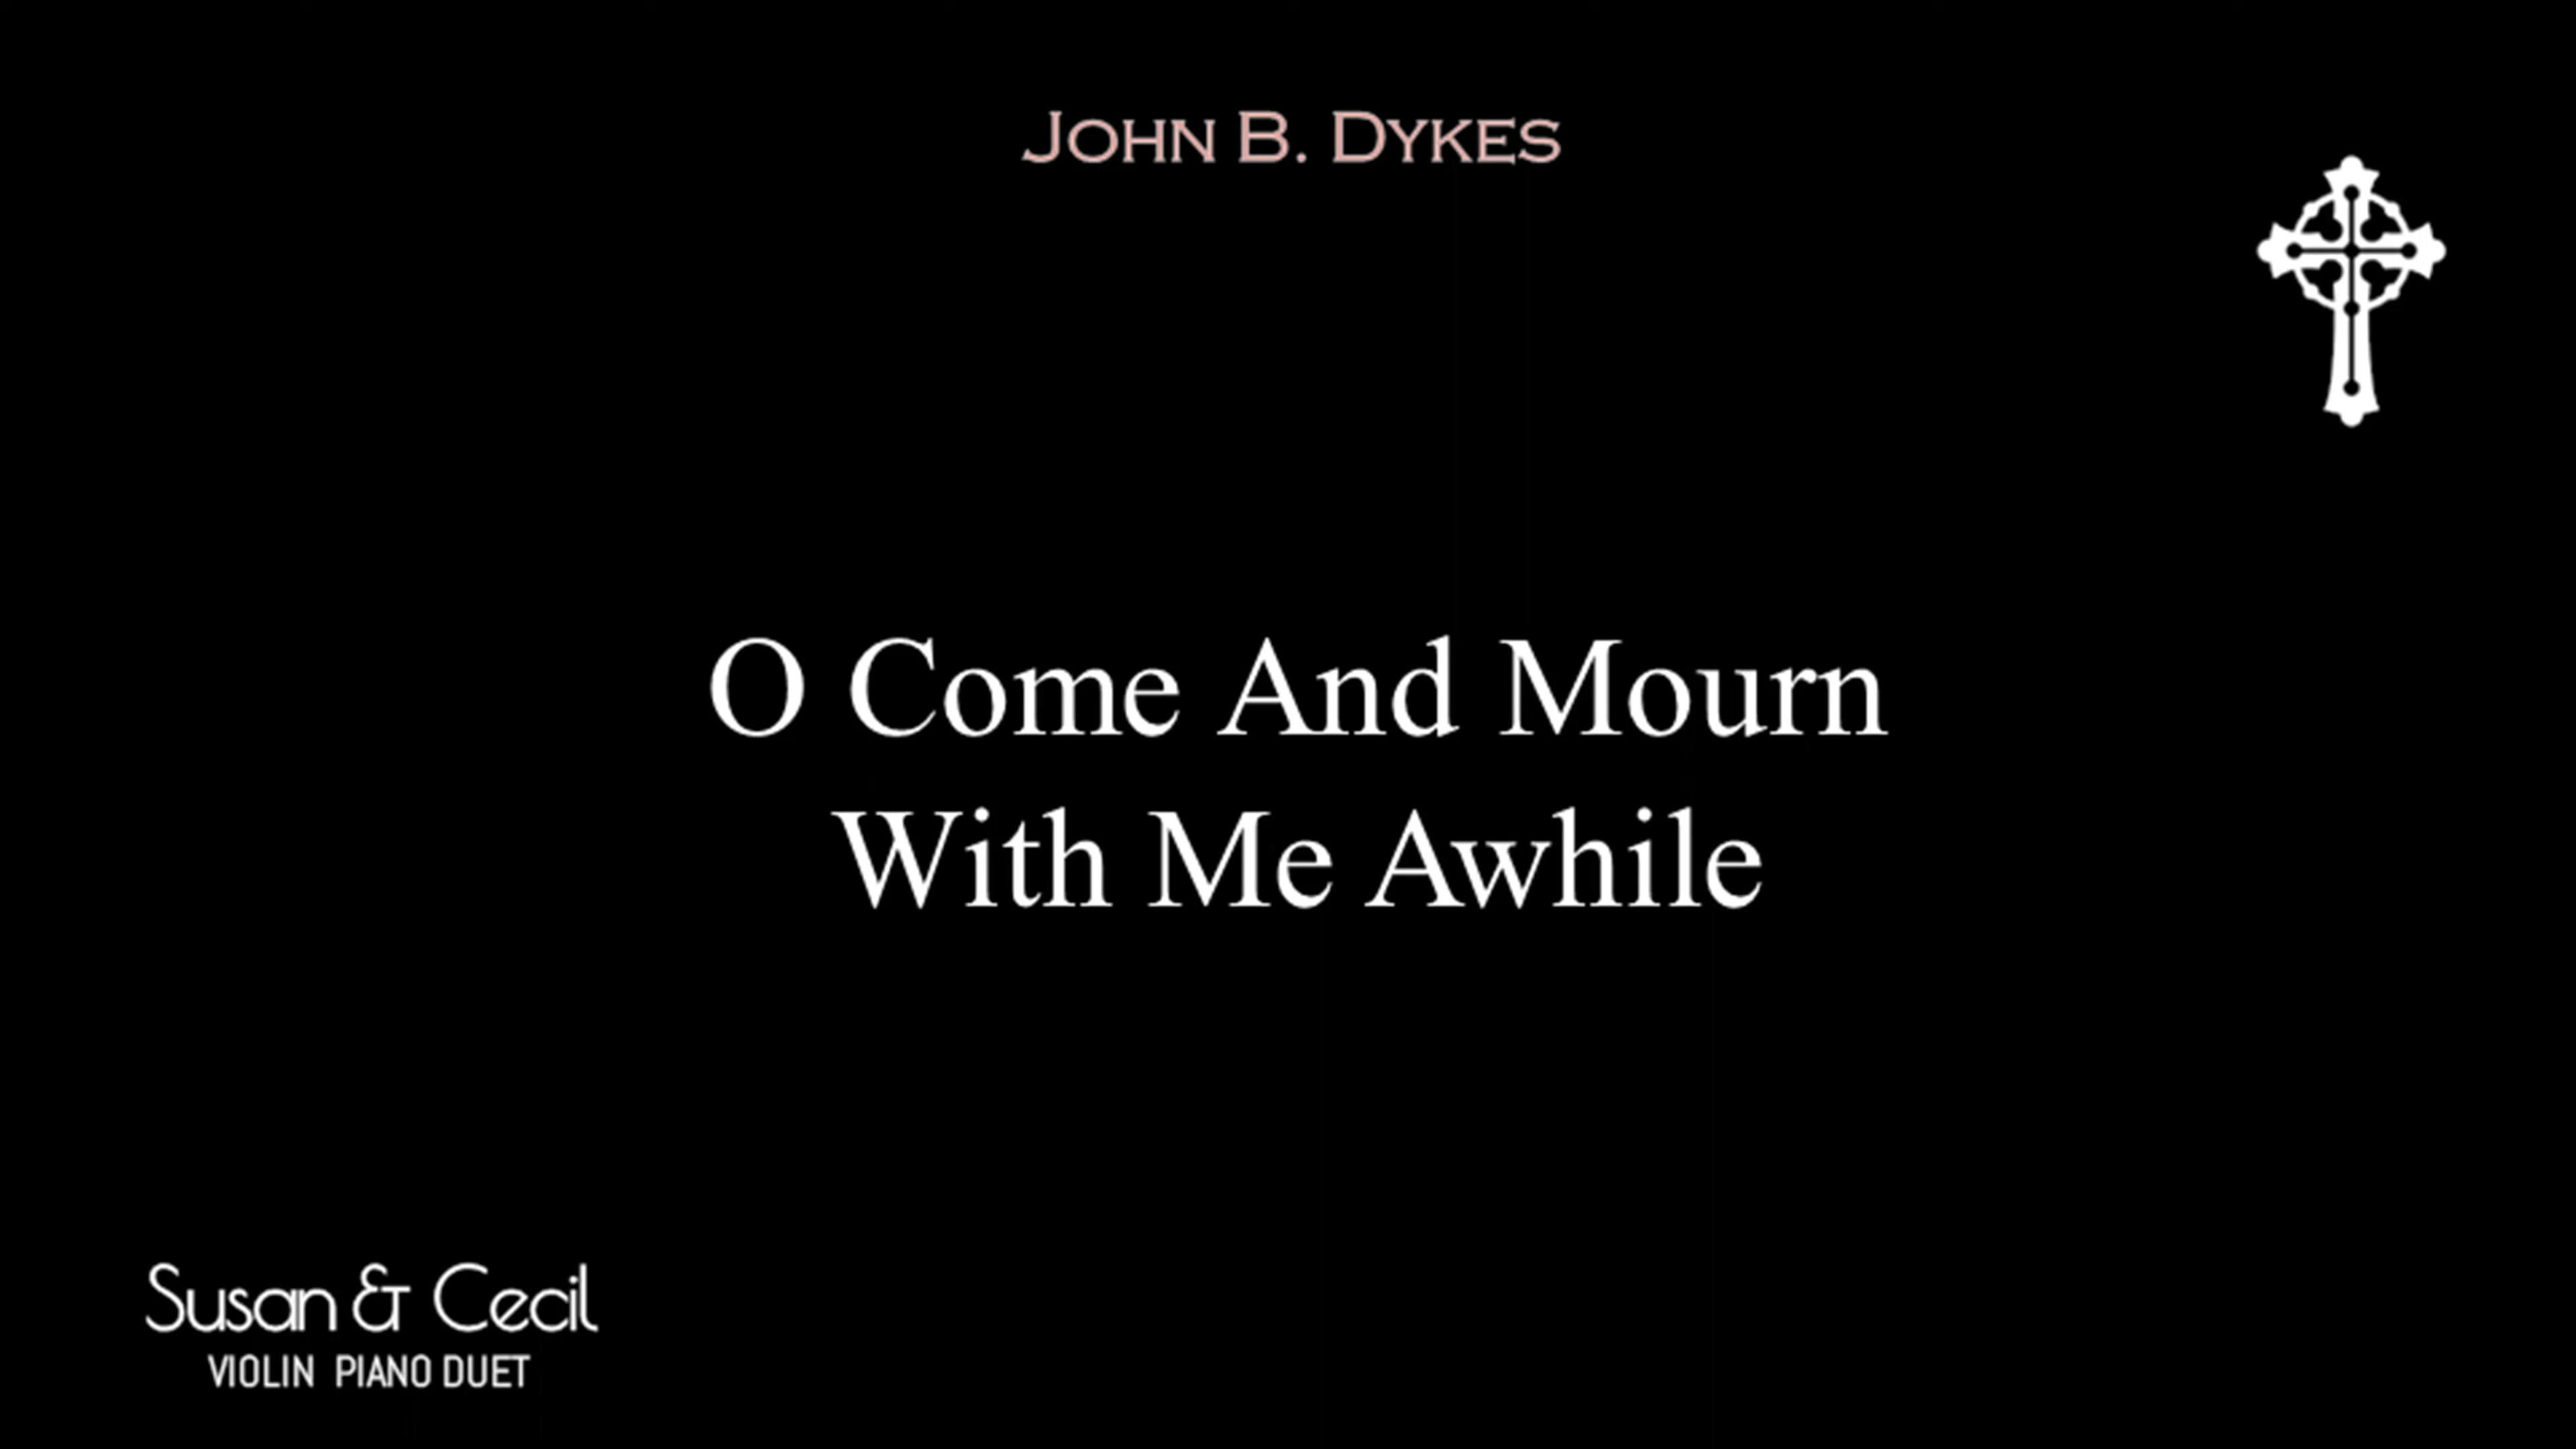 JOHN B. DYKES
O Come And Mourn
With Me Awhile
Susan & Cecil
VIOLIN PIANO DUET